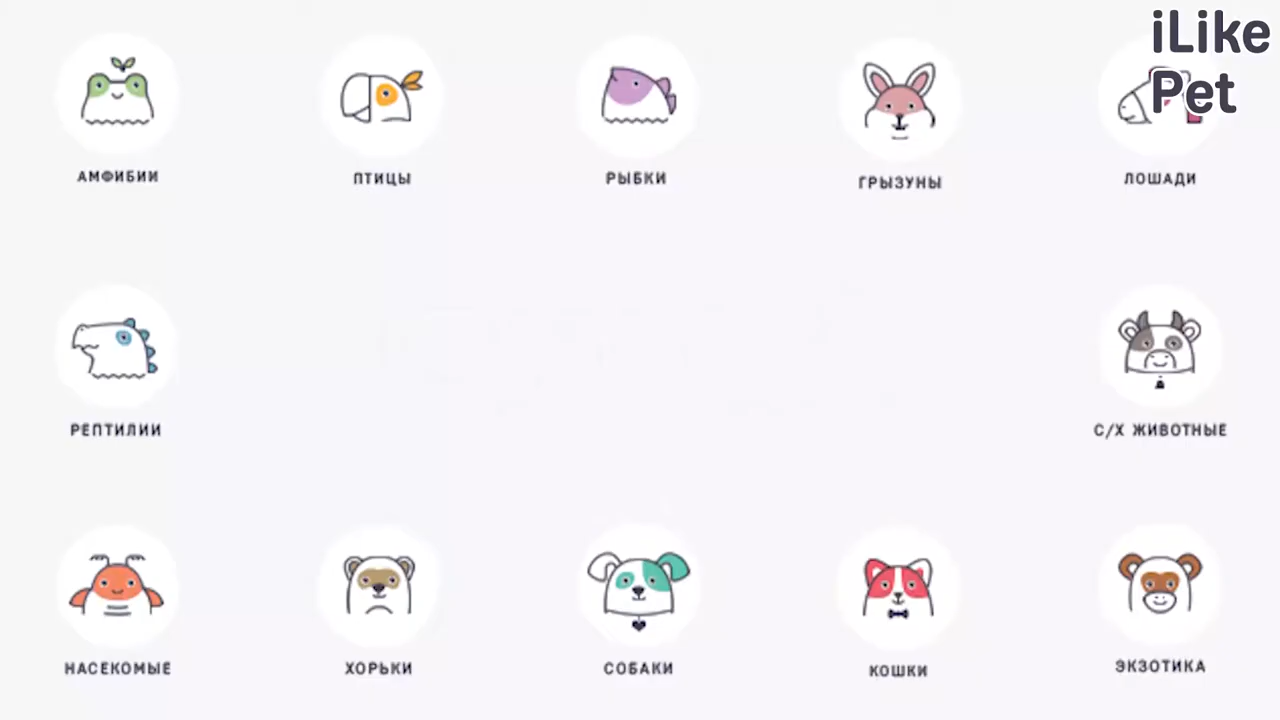 iLike
Pet
АМФИБИИ
ПТИЦЫ
РЫБКИ
ГРЫЗУНЫ
ЛОШАДИ
РЕПТИЛИИ
С/Х ЖИВОТНЫЕ
НАСЕКОМЫЕ
ХОРЬКИ
СОБАКИ
КОШКИ
ЭКЗОТИКА